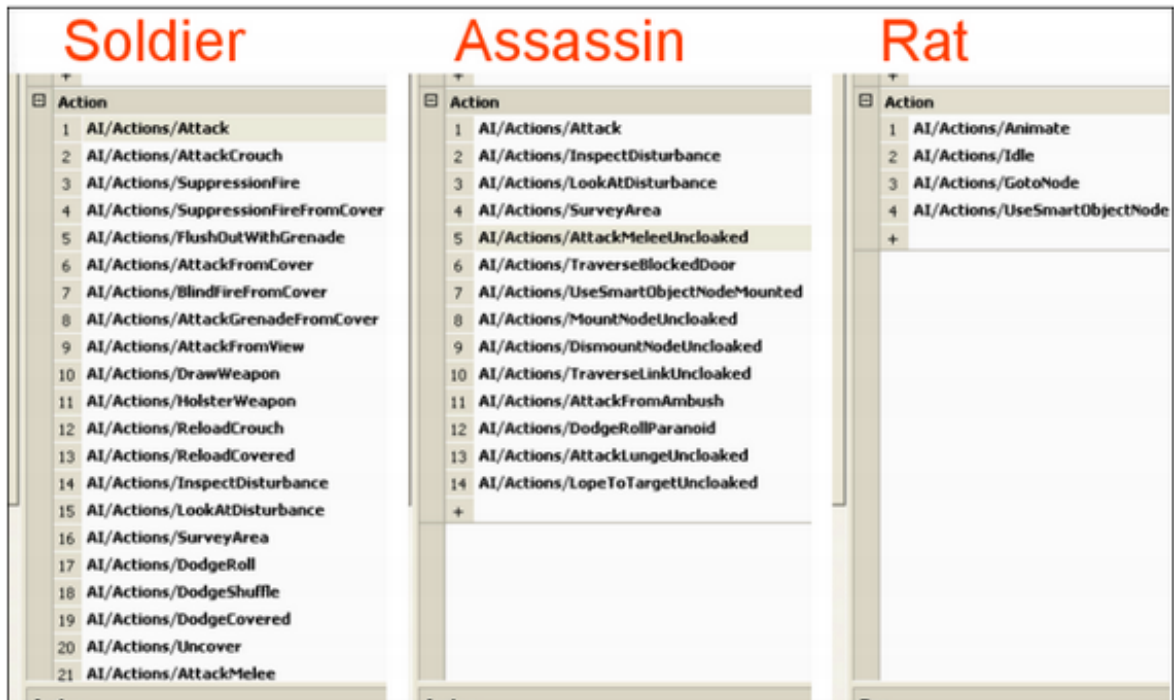 Soldier
Assassin
Rat
+
Action
1 AI/Actions/Attack
2 AI/Actions/AttackCrouch
3 AI/Actions/SuppressionFire
4 AI/Actions/SuppressionFireFromCover
5 AI/Actions/FlushOutWithGrenade
6 AI/Actions/AttackFromCover
7 AI/Actions/BlindFireFromCover
8 AI/Actions/AttackGrenadeFromCover
9 AI/Actions/AttackFromView
10 AI/Actions/DrawWeapon
11 AI/Actions/HolsterWeapon
12 AI/Actions/ReloadCrouch
13 AI/Actions/ReloadCovered
14 AI/Actions/InspectDisturbance
15 AI/Actions/LookAtDisturbance
16 AI/Actions/SurveyArea
17 AI/Actions/DodgeRoll
18 AI/Actions/DodgeShuffle
19 AI/Actions/DodgeCovered
20 AI/Actions/Uncover
21 AI/Actions/AttackMelee
+
Action
1 AI/Actions/Attack
2 AI/Actions/InspectDisturbance
3 AI/Actions/LookAtDisturbance
4 AI/Actions/SurveyArea
5 AI/Actions/AttackMeleeUncloaked
6 AI/Actions/TraverseBlockedDoor
7 AI/Actions/UseSmartObjectNodeMounted
8 AI/Actions/MountNodeUncloaked
9 AI/Actions/DismountNodeUncloaked
10 AI/Actions/TraverseLinkUncloaked
11 AI/Actions/AttackFromAmbush
12 AI/Actions/DodgeRollParanoid
13 AI/Actions/AttackLungeUncloaked
14 AI/Actions/LopeToTargetUncloaked
+
+
Action
1 AI/Actions/Animate
2 AI/Actions/Idle
3 AI/Actions/GotoNode
4 AI/Actions/UseSmartObjectNode
+